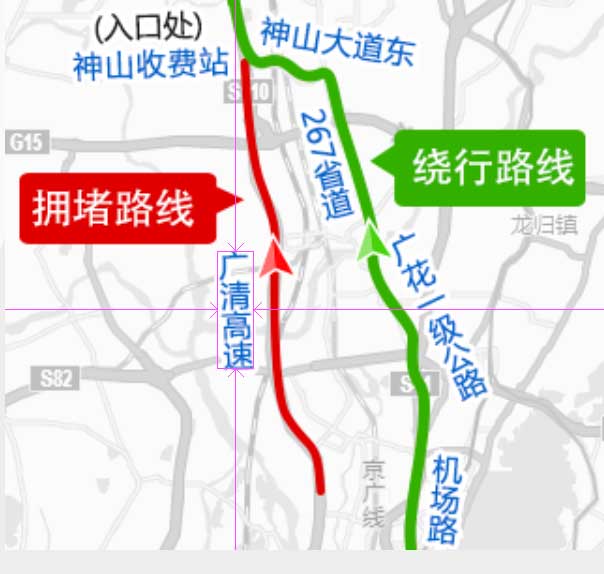 (入口处)
神山收费站
神山大道东
G15
267省道
绕行路线
拥堵路线
龙归镇
广清高速
广花一级公路
S82
京广线
机场路